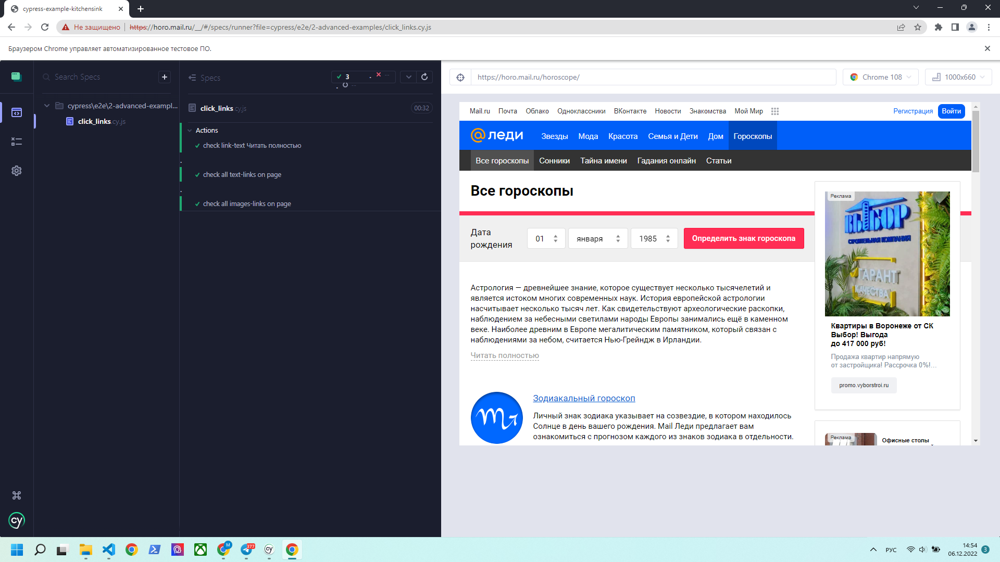 cypress-example-kitchensink
Не защищено
https://horo.mail.ru/__/#/specs/runner?file=cypress/e2e/2-advanced-examples/click_links.cy.js
Браузером Chrome управляет автоматизированное тестовое ПО.
Search Specs
cypress\e2e\2-advanced-exampl...
click_links.cy.js
Specs
3
--
--
click_links.cy.js
00:32
Actions
check link-text Читать полностью
check all text-links on page
check all images-links on page
https://horo.mail.ru/horoscope/
Chrome 108
1000x660
Mail.ru Почта Облако Одноклассники ВКонтакте Новости Знакомства Мой Мир
Регистрация Войти
леди Звезды Мода Красота Семья и Дети Дом Гороскопы
Все гороскопы Сонники Тайна имени Гадания онлайн Статьи
Все гороскопы
Дата
рождения
01 января 1985 Определить знак гороскопа
Астрология — древнейшее знание, которое существует несколько тысячелетий и
является истоком многих современных наук. История европейской астрологии
насчитывает несколько тысяч лет. Как свидетельствуют археологические раскопки,
наблюдением за небесными светилами народы Европы занимались ещё в каменном
веке. Наиболее древним в Европе мегалитическим памятником, который связан с
наблюдениями за небом, считается Нью-Грейндж в Ирландии.
Читать полностью
Зодиакальный гороскоп
Личный знак зодиака указывает на созвездие, в котором находилось
Солнце в день вашего рождения. Mail Леди предлагает вам
ознакомиться с прогнозом каждого из знаков зодиака в отдельности.
Реклама
ВЫБОР
СТРОИТЕЛЬНАЯ КОМПАНИЯ
ГАРАНТ
КАЧЕСТВА
Квартиры в Воронеже от СК
Выбор! Выгода
до 417 000 руб!
Продажа квартир напрямую
от застройщика! Рассрочка 0%!...
promo.vyborstroi.ru
Реклама
Офисные столы
cy
M
377
cy
РУС
14:54
06.12.2022
3